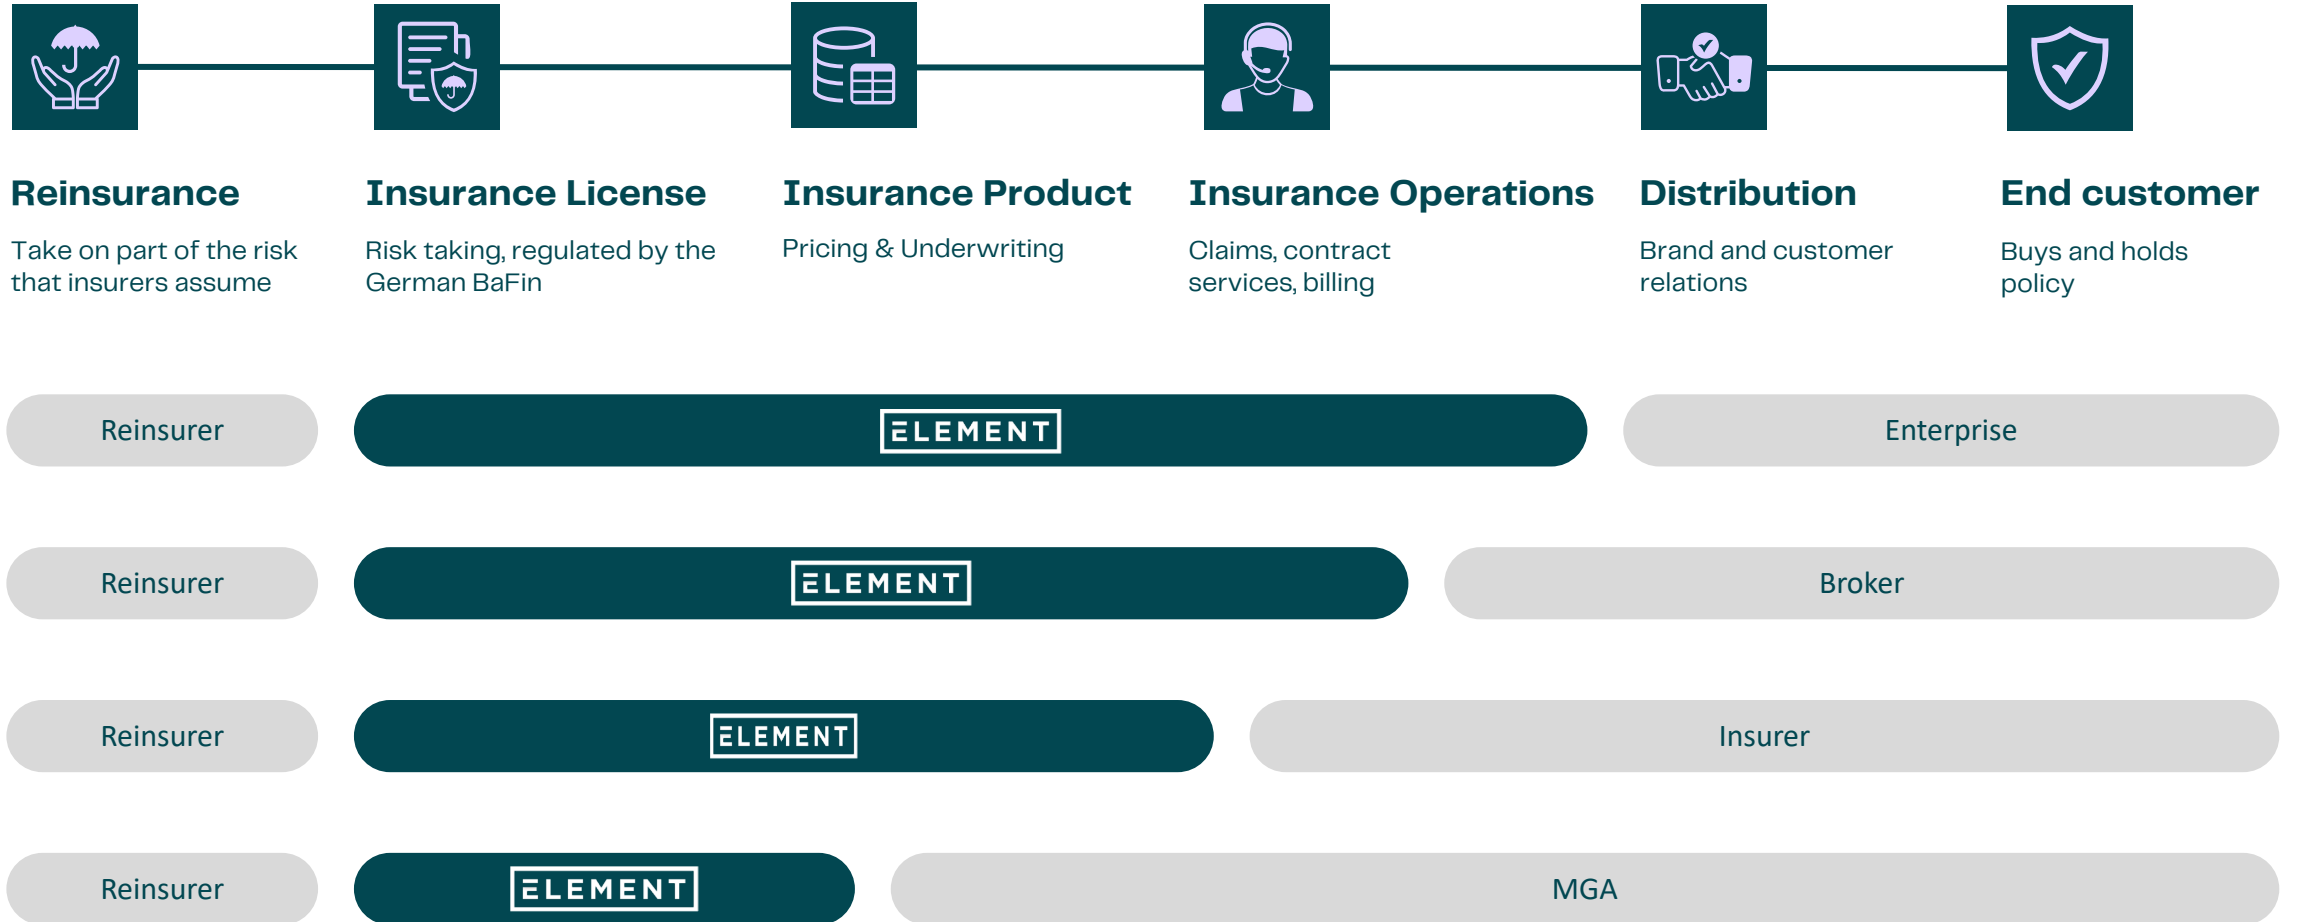 Reinsurance
Take on part of the risk
that insurers assume
Insurance License
Risk taking, regulated by the
German BaFin
Insurance Product
Pricing & Underwriting
Insurance Operations
Claims, contract
services, billing
Distribution
Brand and customer
relations
End customer
Buys and holds
policy
Reinsurer
ELEMENT
Enterprise
Reinsurer
ELEMENT
Broker
Reinsurer
ELEMENT
Insurer
Reinsurer
ELEMENT
MGA